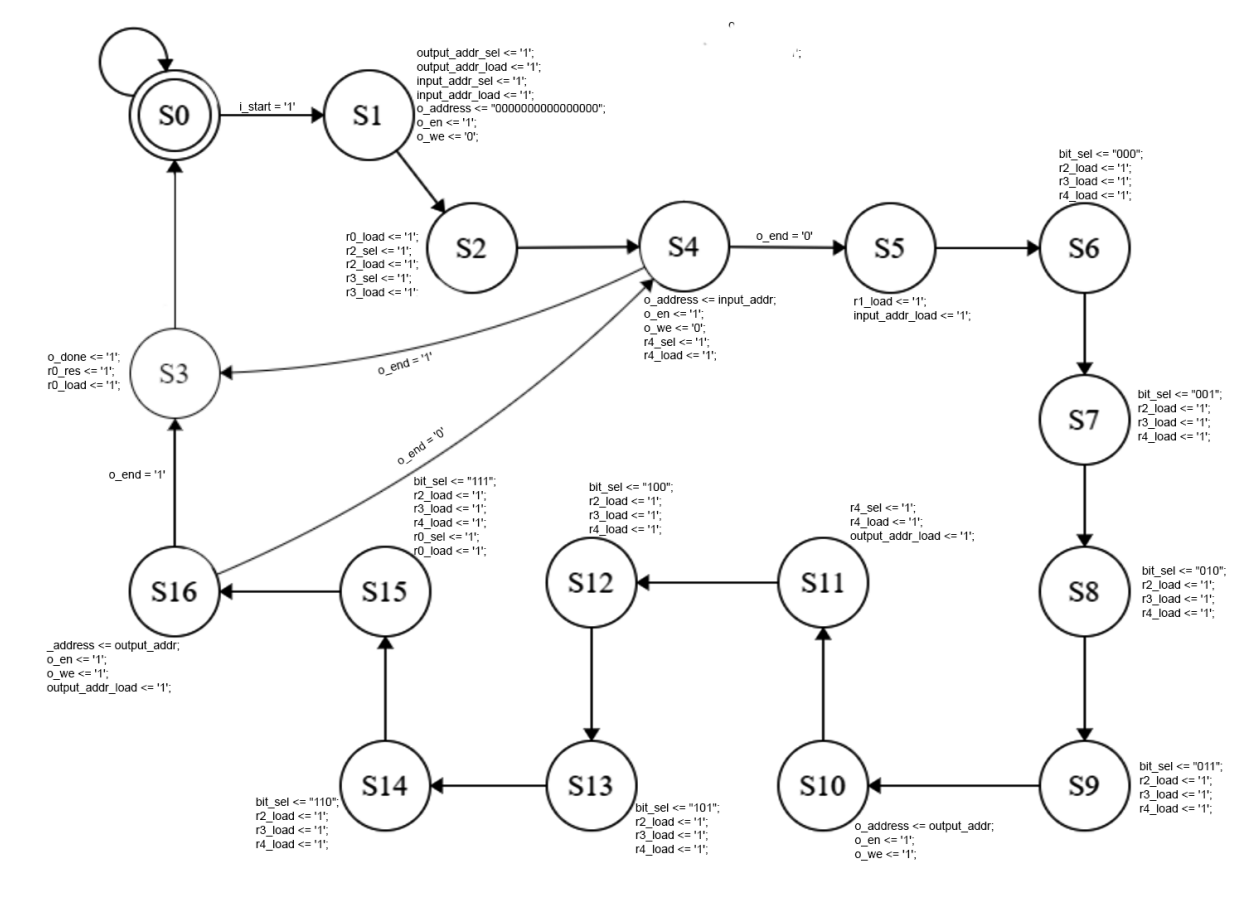 S0
i_start = '1'
S1
output_addr_sel <= '1';
output_addr_load <= '1';
input_addr_sel <= '1';
input_addr_load <= '1';
o_address <= "0000000000000000";
o_en <= '1';
o_we <= '0';
S2
r0_load <= '1';
r2_sel <= '1';
r2_load <= '1';
r3_sel <= '1';
r3_load <= '1'
S4
o_address <= input_addr;
o_en <= '1';
o_we <= '0';
r4_sel <= '1';
r4_load <= '1';
o_end = '0'
S5
r1_load <= '1';
input_addr_load <= '1';
bit_sel <= "000";
r2_load <= '1';
r3_load <= '1';
r4_load <= '1';
S6
S3
o_done <= '1';
r0_res <= '1';
r0_load <= '1';
o_end = '1'
o_end = '0'
o_end = '1'
S7
bit_sel <= "001";
r2_load <= '1';
r3_load <= '1';
r4_load <= '1';
S8
bit_sel <= "010";
r2_load <= '1';
r3_load <= '1';
r4_load <= '1';
S9
bit_sel <= "011";
r2_load <= '1';
r3_load <= '1';
r4_load <= '1';
S10
o_address <= output_addr;
o_en <= '1';
o_we <= '1';
r4_sel <= '1';
r4_load <= '1';
output_addr_load <= '1';
S11
bit_sel <= "100";
r2_load <= '1';
r3_load <= '1';
r4_load <= '1';
S12
S13
bit_sel <= "101";
r2_load <= '1';
r3_load <= '1';
r4_load <= '1';
S14
bit_sel <= "110";
r2_load <= '1';
r3_load <= '1';
r4_load <= '1';
bit_sel <= "111";
r2_load <= '1';
r3_load <= '1';
r4_load <= '1';
r0_sel <= '1';
r0_load <= '1';
S15
S16
_address <= output_addr;
o_en <= '1';
o_we <= '1';
output_addr_load <= '1';